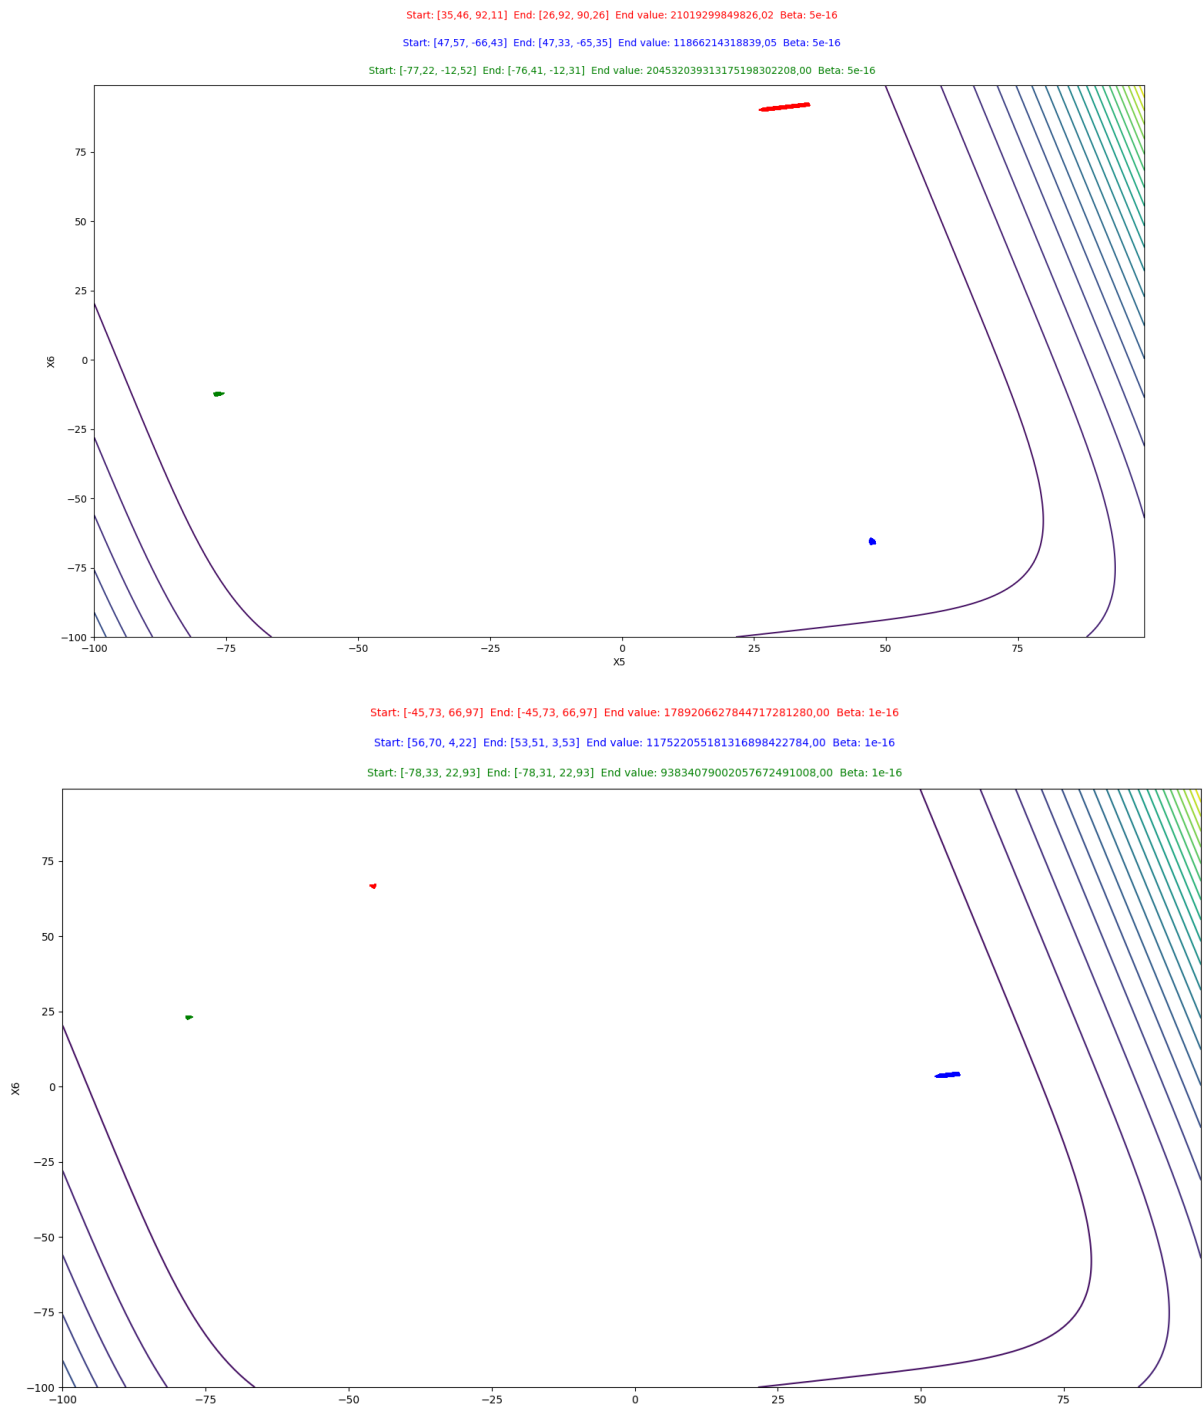 Start: [35,46, 92,11]  End: [26,92, 90,26]  End value: 21019299849826,02  Beta: 5e-16
Start: [47,57, -66,43]  End: [47,33, -65,35]  End value: 11866214318839,05  Beta: 5e-16
Start: [-77,22, -12,52]  End: [-76,41, -12,31]  End value: 204532039313175198302208,00  Beta: 5e-16
75
50
25
0
−25
−50
−75
−100
X6
−100 −75 −50 −25 0 25 50 75
X5
Start: [-45,73, 66,97]  End: [-45,73, 66,97]  End value: 1789206627844717281280,00  Beta: 1e-16
Start: [56,70, 4,22]  End: [53,51, 3,53]  End value: 117522055181316898422784,00  Beta: 1e-16
Start: [-78,33, 22,93]  End: [-78,31, 22,93]  End value: 93834079002057672491008,00  Beta: 1e-16
75
50
25
0
−25
−50
−75
−100
X6
−100 −75 −50 −25 0 25 50 75